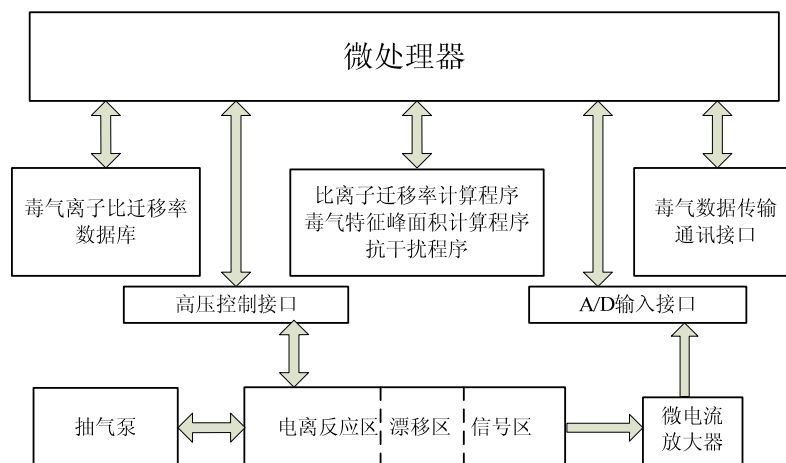 微处理器
毒气离子比迁移率
数据库
比离子迁移率计算程序
毒气特征峰面积计算程序
抗干扰程序
毒气数据传输
通讯接口
高压控制接口
A/D输入接口
抽气泵
电离反应区
漂移区
信号区
微电流
放大器